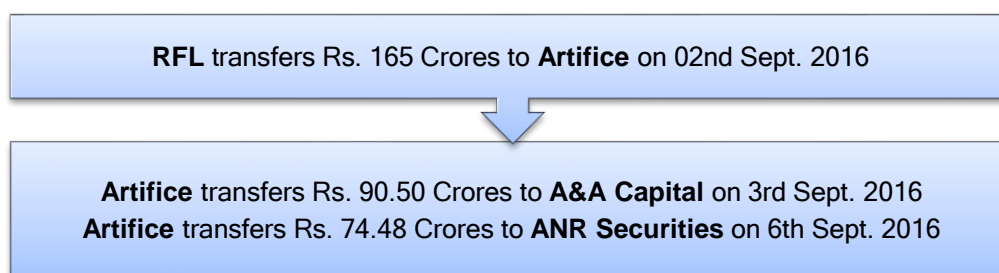 RFL transfers Rs. 165 Crores to Artifice on 02nd Sept. 2016
Artifice transfers Rs. 90.50 Crores to A&A Capital on 3rd Sept. 2016
Artifice transfers Rs. 74.48 Crores to ANR Securities on 6th Sept. 2016